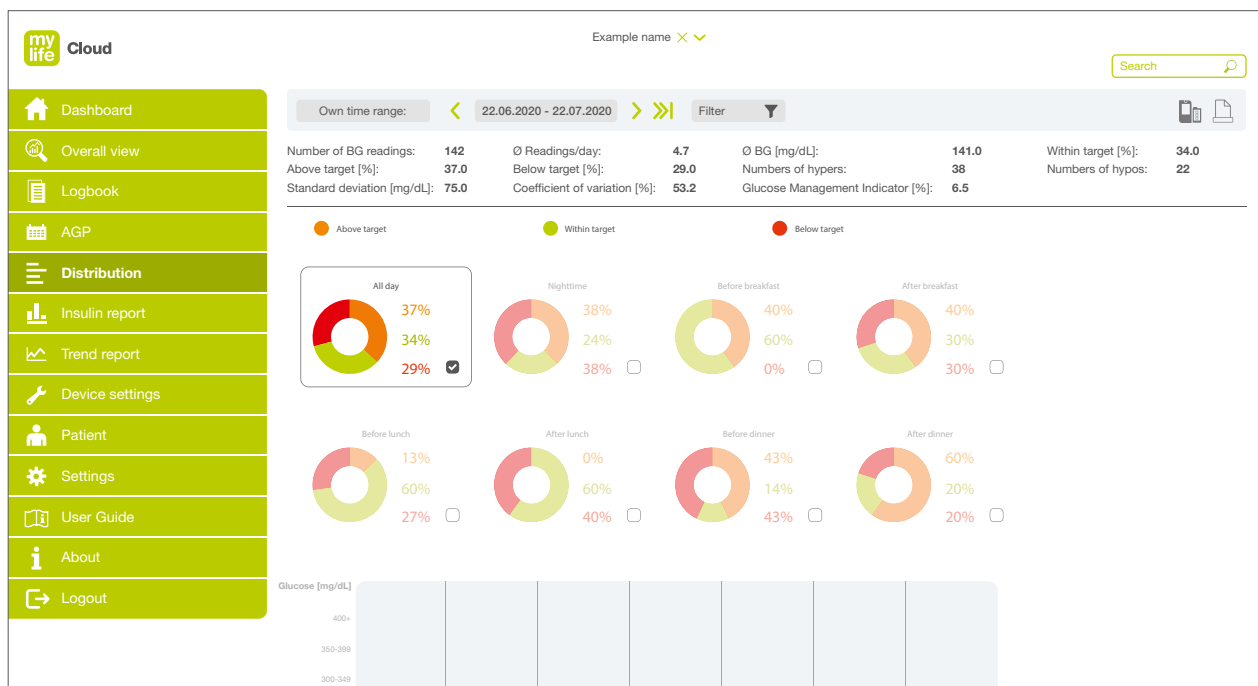 my life Cloud
Example name
Search
Dashboard
Overall view
Logbook
AGP
Distribution
Insulin report
Trend report
Device settings
Patient
Settings
User Guide
About
Logout
Own time range: 22.06.2020 - 22.07.2020 Filter
Number of BG readings: 142 Ø Readings/day: 4.7 Ø BG [mg/dL]: 141.0 Within target [%]: 34.0
Above target [%]: 37.0 Below target [%]: 29.0 Numbers of hypers: 38 Numbers of hypos: 22
Standard deviation [mg/dL]: 75.0 Coefficient of variation [%]: 53.2 Glucose Management Indicator [%]: 6.5
Above target Within target Below target
All day
37%
34%
29%
Nighttime
38%
24%
38%
Before breakfast
40%
60%
0%
After breakfast
40%
30%
30%
Before lunch
13%
60%
27%
After lunch
0%
60%
40%
Before dinner
43%
14%
43%
After dinner
60%
20%
20%
Glucose [mg/dL]
400+
350-399
300-349